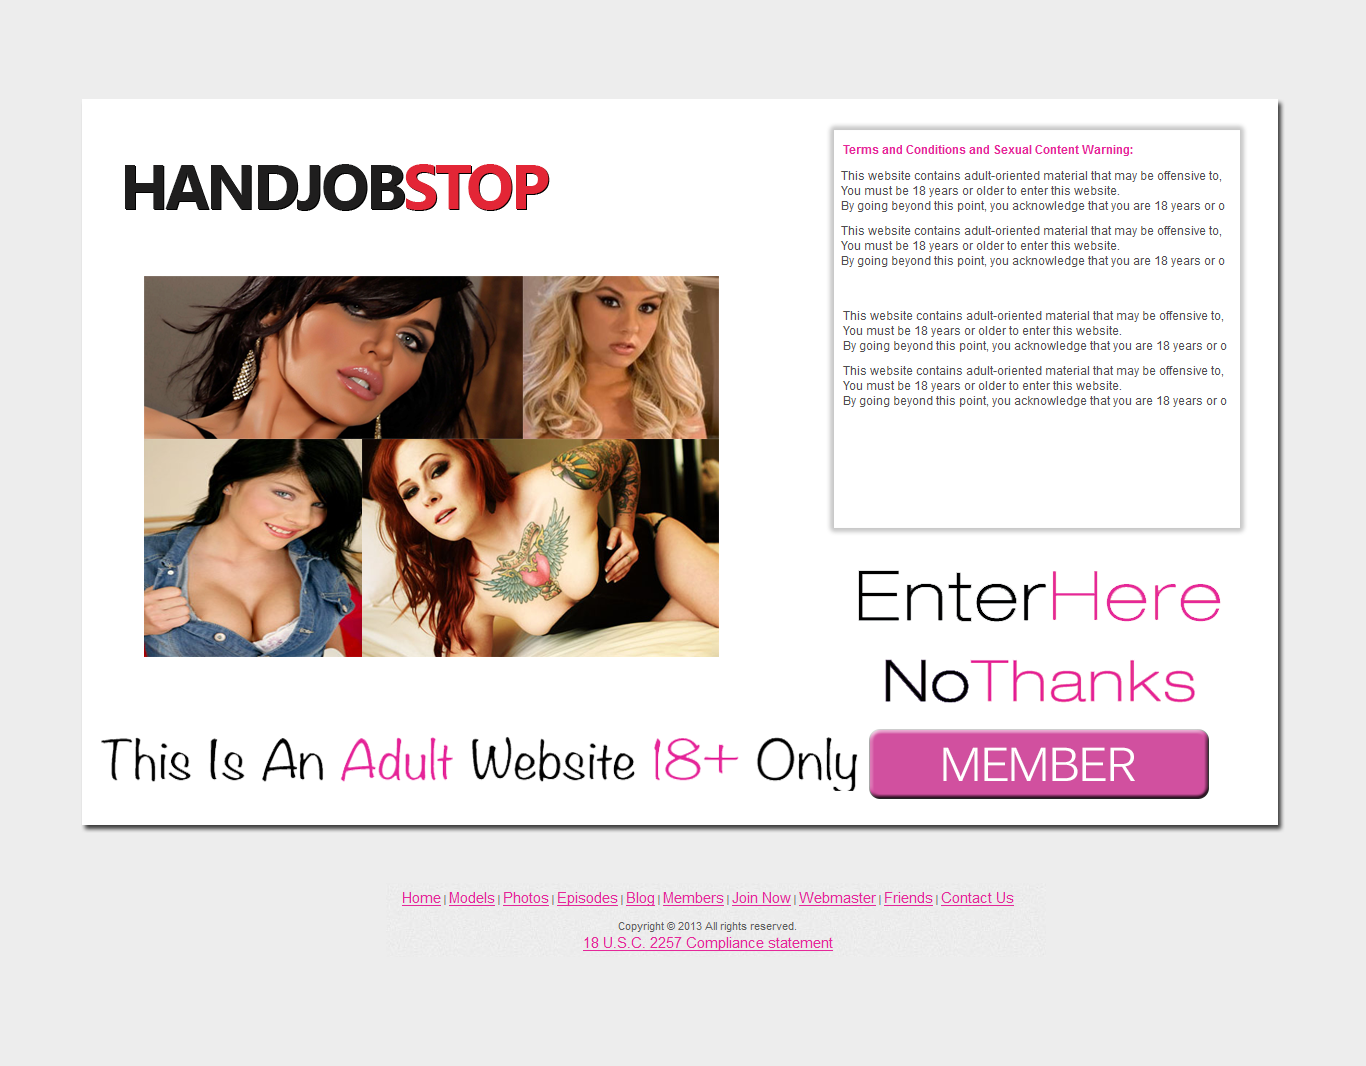 HANDJOBSTOP
Terms and Conditions and Sexual Content Warning:
This website contains adult-oriented material that may be offensive to,
You must be 18 years or older to enter this website.
By going beyond this point, you acknowledge that you are 18 years or o
This website contains adult-oriented material that may be offensive to,
You must be 18 years or older to enter this website.
By going beyond this point, you acknowledge that you are 18 years or o
This website contains adult-oriented material that may be offensive to,
You must be 18 years or older to enter this website.
By going beyond this point, you acknowledge that you are 18 years or o
This website contains adult-oriented material that may be offensive to,
You must be 18 years or older to enter this website.
By going beyond this point, you acknowledge that you are 18 years or o
EnterHere
NoThanks
This Is An Adult Website 18+ Only
MEMBER
Home | Models | Photos | Episodes | Blog | Members | Join Now | Webmaster | Friends | Contact Us
Copyright © 2013 All rights reserved.
18 U.S.C. 2257 Compliance statement